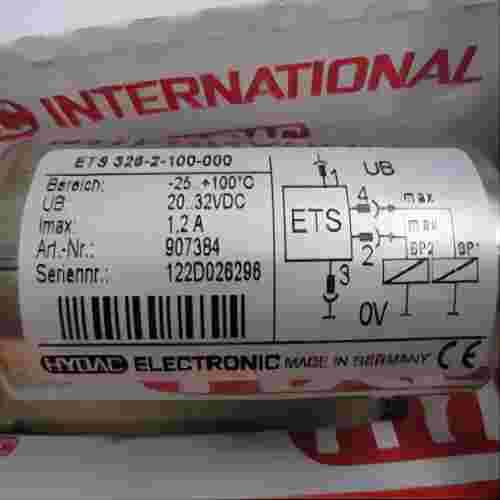 INTERNATIONAL
ETS 326-2-100-000
Bereich: -25..+100°C
UB 20..32VDC
Imax: 1,2 A
Art.-Nr.: 907384
Seriennr.: 122D026296
1 UB
4 max
ETS
max
2
SP2 SP1
3
0V
HYDAC ELECTRONIC MADE IN GERMANY CE